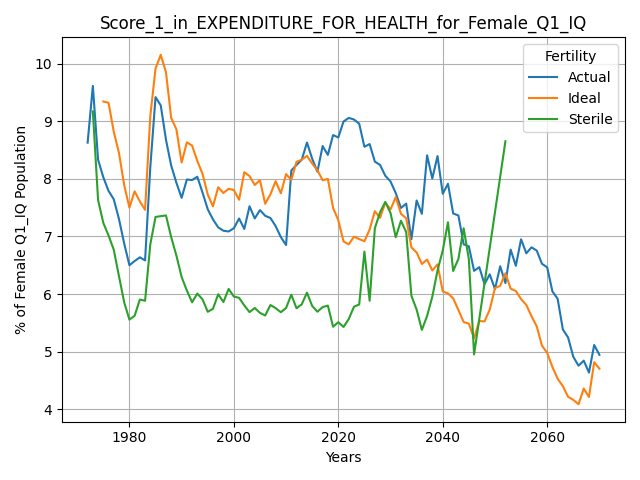 Score_1_in_EXPENDITURE_FOR_HEALTH_for_Female_Q1_IQ
Fertility
Actual
Ideal
Sterile
% of Female Q1_IQ Population
10
9
8
7
6
5
4
1980
2000
2020
2040
2060
Years